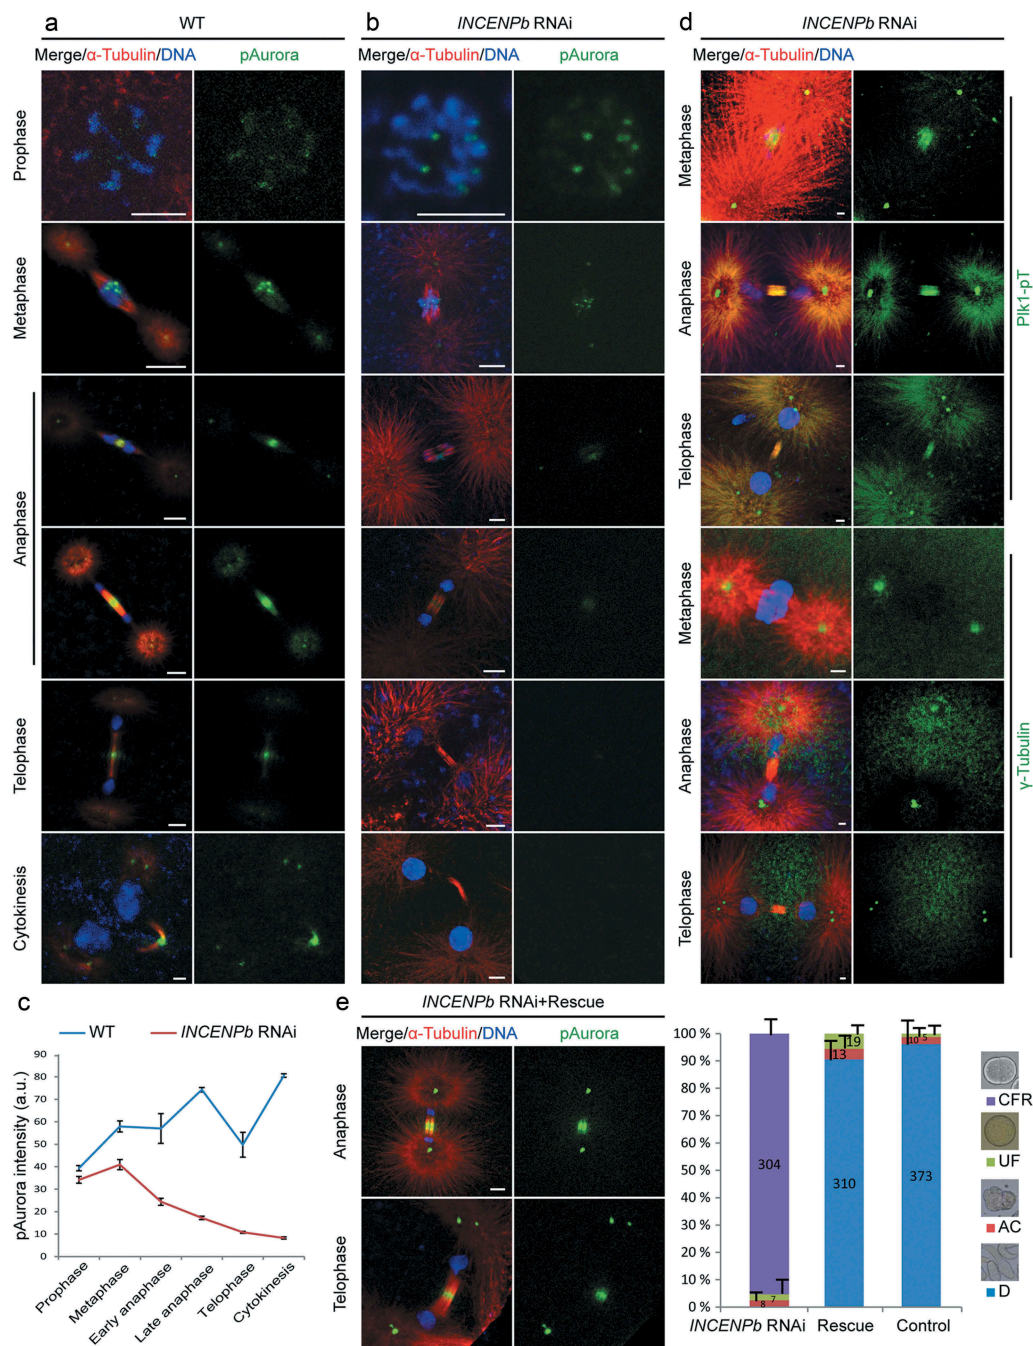 a
WT
Merge/α-Tubulin/DNA
pAurora
Prophase
Metaphase
Anaphase
Telophase
Cytokinesis
b
INCENPb RNAi
Merge/α-Tubulin/DNA
pAurora
d
INCENPb RNAi
Merge/α-Tubulin/DNA
Metaphase
Anaphase
Telophase
Plk1-pT
Metaphase
Anaphase
Telophase
γ-Tubulin
c
WT
INCENPb RNAi
pAurora intensity (a.u.)
90
80
70
60
50
40
30
20
10
0
Prophase
Metaphase
Early anaphase
Late anaphase
Telophase
Cytokinesis
e
INCENPb RNAi+Rescue
Merge/α-Tubulin/DNA
pAurora
Anaphase
Telophase
100 %
90 %
80 %
70 %
60 %
50 %
40 %
30 %
20 %
10 %
0 %
304
8
7
13
19
310
10
5
373
INCENPb RNAi
Rescue
Control
CFR
UF
AC
D